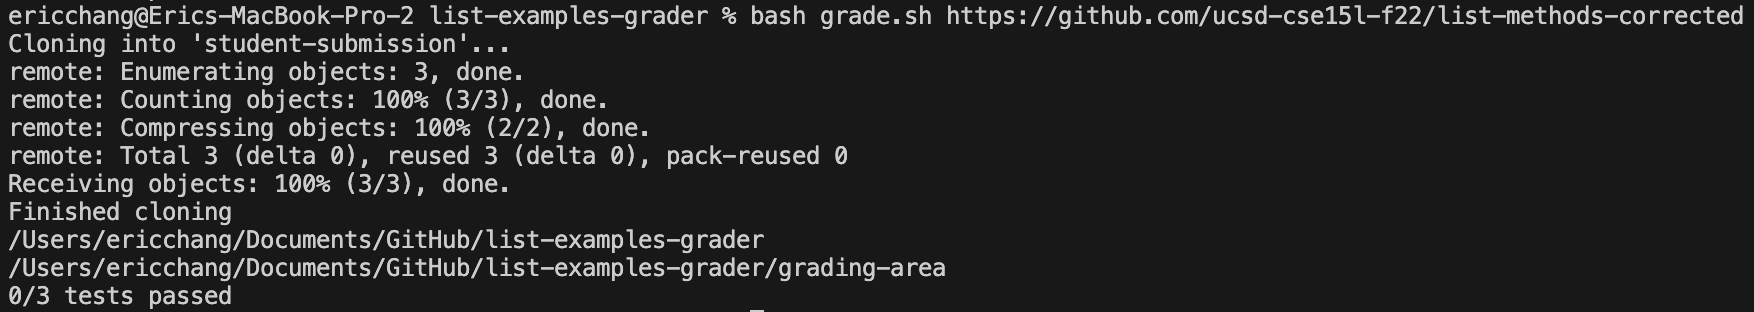 ericchang@Erics-MacBook-Pro-2 list-examples-grader % bash grade.sh https://github.com/ucsd-cse15l-f22/list-methods-corrected
Cloning into 'student-submission'...
remote: Enumerating objects: 3, done.
remote: Counting objects: 100% (3/3), done.
remote: Compressing objects: 100% (2/2), done.
remote: Total 3 (delta 0), reused 3 (delta 0), pack-reused 0
Receiving objects: 100% (3/3), done.
Finished cloning
/Users/ericchang/Documents/GitHub/list-examples-grader
/Users/ericchang/Documents/GitHub/list-examples-grader/grading-area
0/3 tests passed